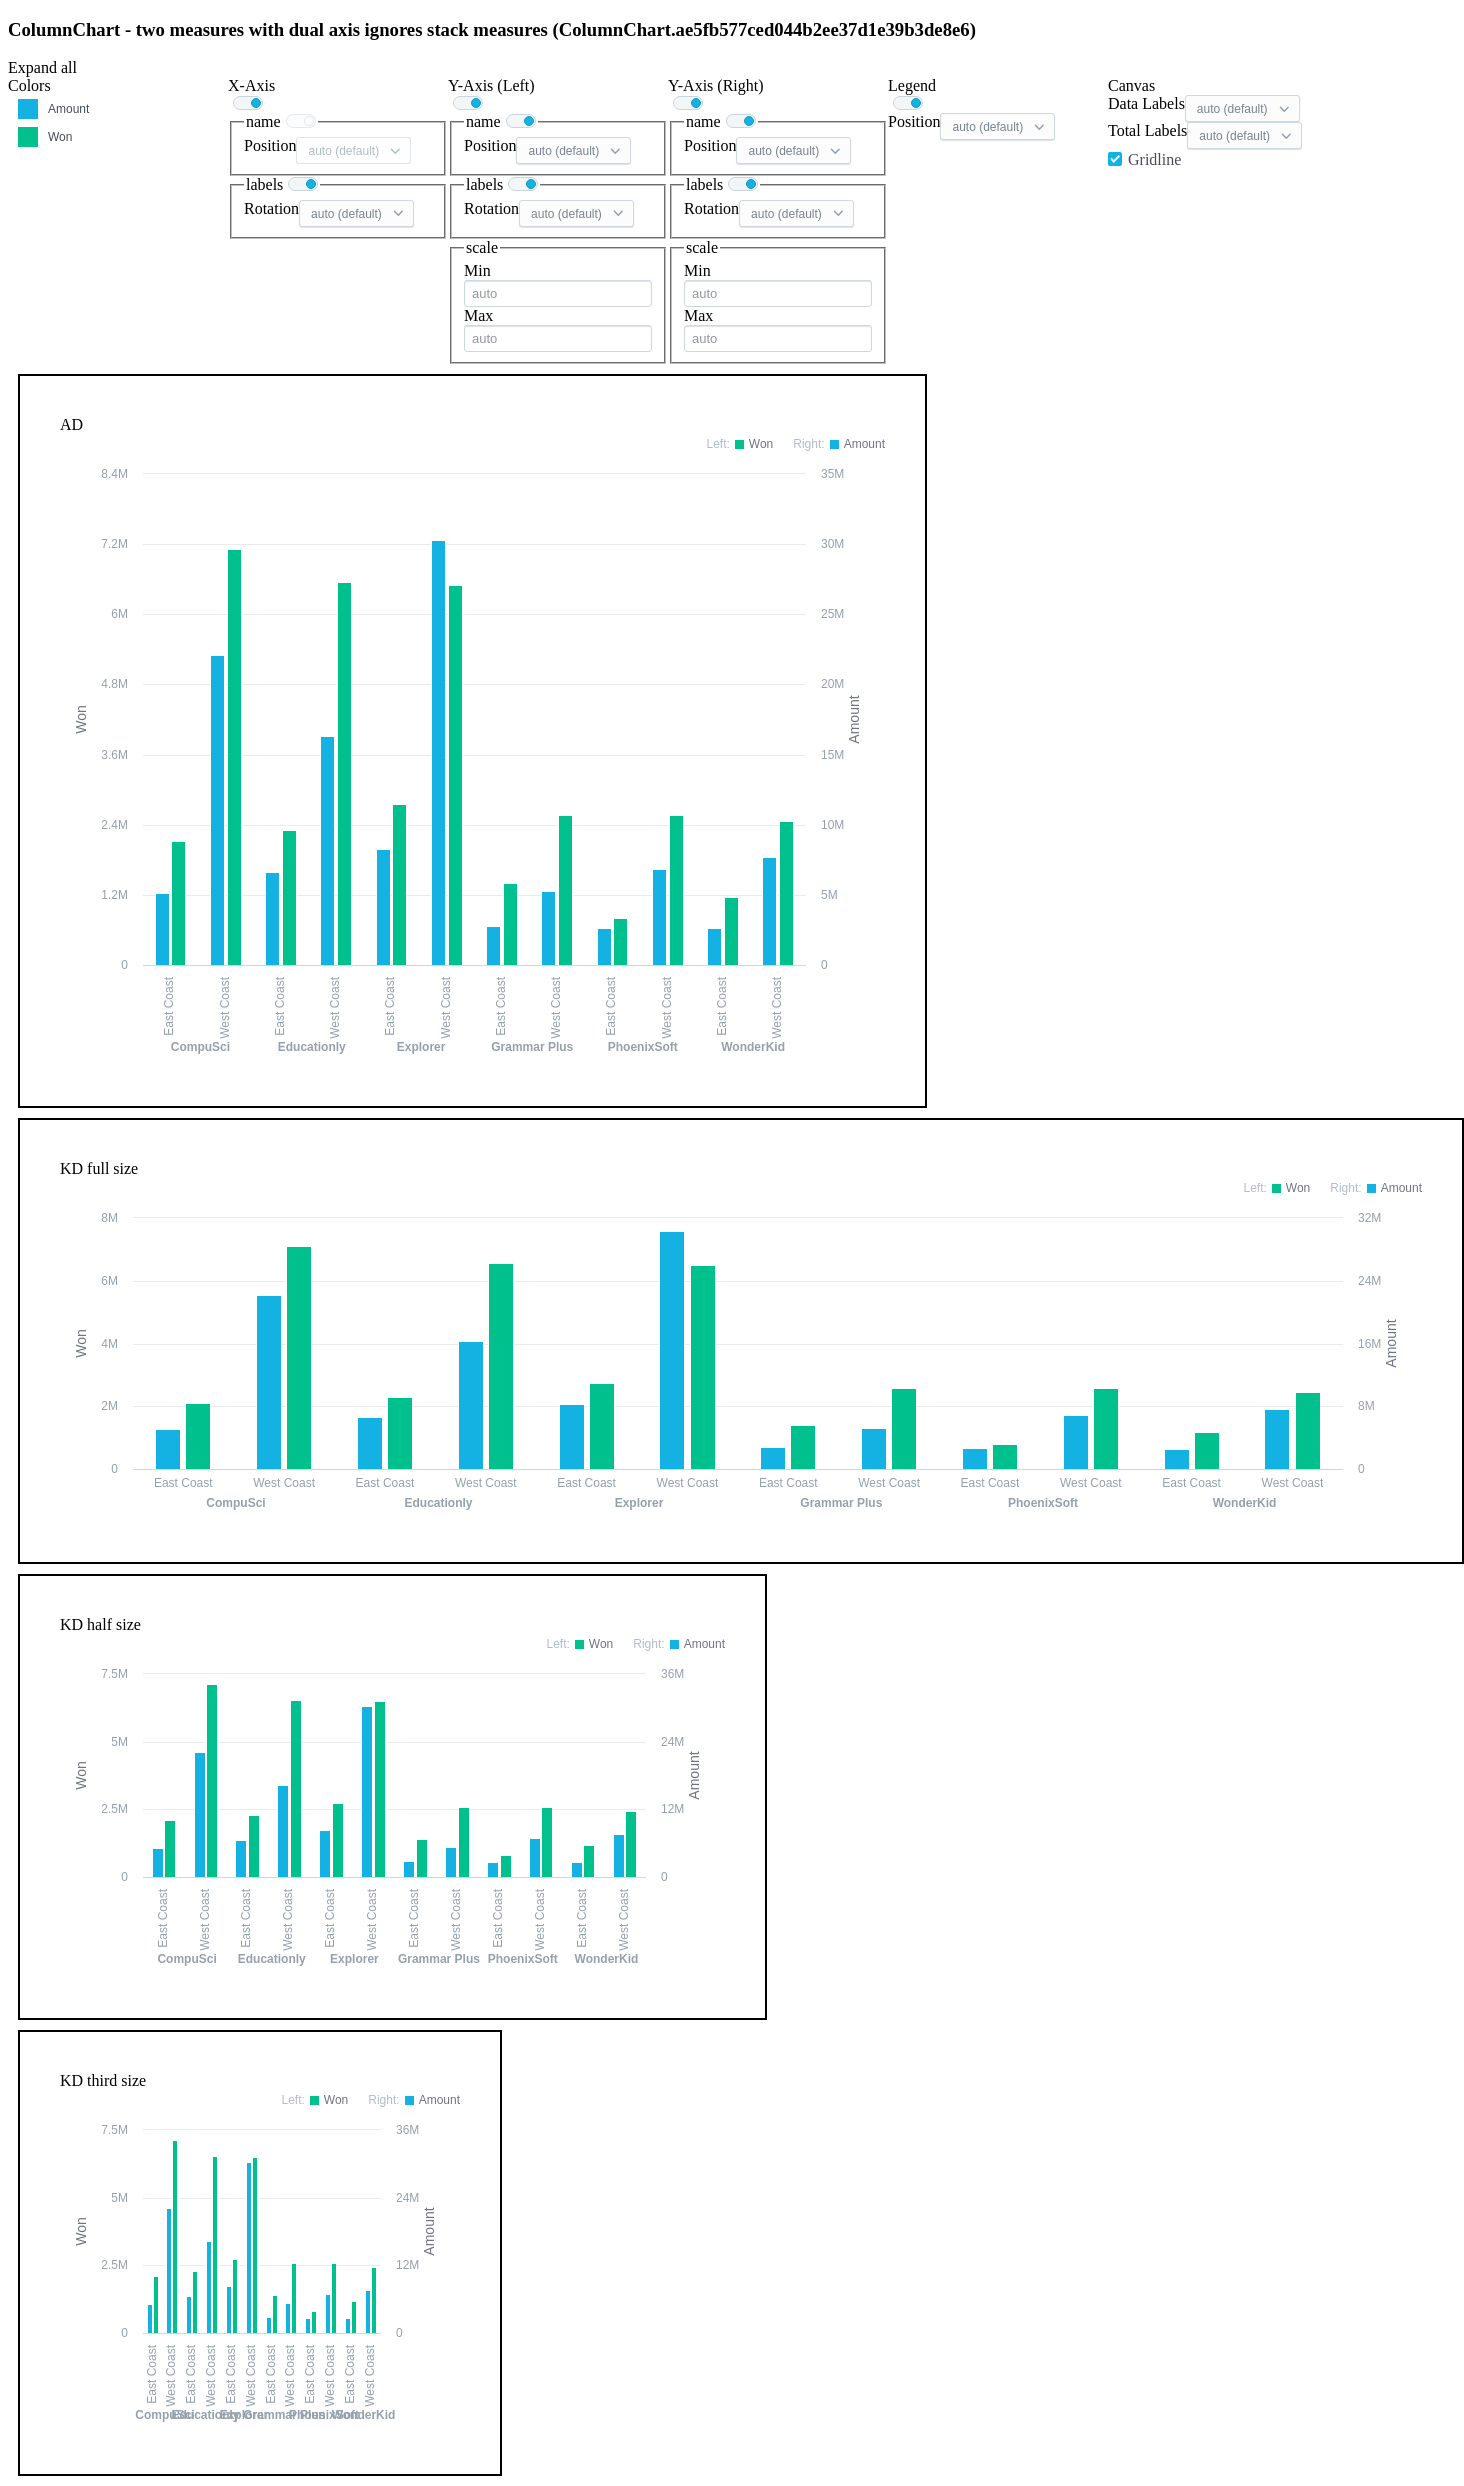 ColumnChart - two measures with dual axis ignores stack measures (ColumnChart.ae5fb577ced044b2ee37d1e39b3de8e6)
Expand all
Colors
Amount
Won
X-Axis
name
Position auto (default)
labels
Rotation auto (default)
Y-Axis (Left)
name
Position auto (default)
labels
Rotation auto (default)
scale
Min
auto
Max
auto
Y-Axis (Right)
name
Position auto (default)
labels
Rotation auto (default)
scale
Min
auto
Max
auto
Legend
Position auto (default)
Canvas
Data Labels auto (default)
Total Labels auto (default)
Gridline
AD
Left: Won Right: Amount
8.4M 35M
7.2M 30M
6M 25M
4.8M 20M
Won
Amount
3.6M 15M
2.4M 10M
1.2M 5M
0 0
East Coast West Coast East Coast West Coast East Coast West Coast East Coast West Coast East Coast West Coast East Coast West Coast
CompuSci Educationly Explorer Grammar Plus PhoenixSoft WonderKid
KD full size
Left: Won Right: Amount
8M 32M
6M 24M
Won
Amount
4M 16M
2M 8M
0 0
East Coast West Coast East Coast West Coast East Coast West Coast East Coast West Coast East Coast West Coast East Coast West Coast
CompuSci Educationly Explorer Grammar Plus PhoenixSoft WonderKid
KD half size
Left: Won Right: Amount
7.5M 36M
5M 24M
Won
Amount
2.5M 12M
0 0
East Coast West Coast East Coast West Coast East Coast West Coast East Coast West Coast East Coast West Coast East Coast West Coast
CompuSci Educationly Explorer Grammar Plus PhoenixSoft WonderKid
KD third size
Left: Won Right: Amount
7.5M 36M
5M 24M
Won
Amount
2.5M 12M
0 0
East Coast West Coast East Coast West Coast East Coast West Coast East Coast West Coast East Coast West Coast East Coast West Coast
CompuSci Educationly Explorer Grammar Plus PhoenixSoft WonderKid